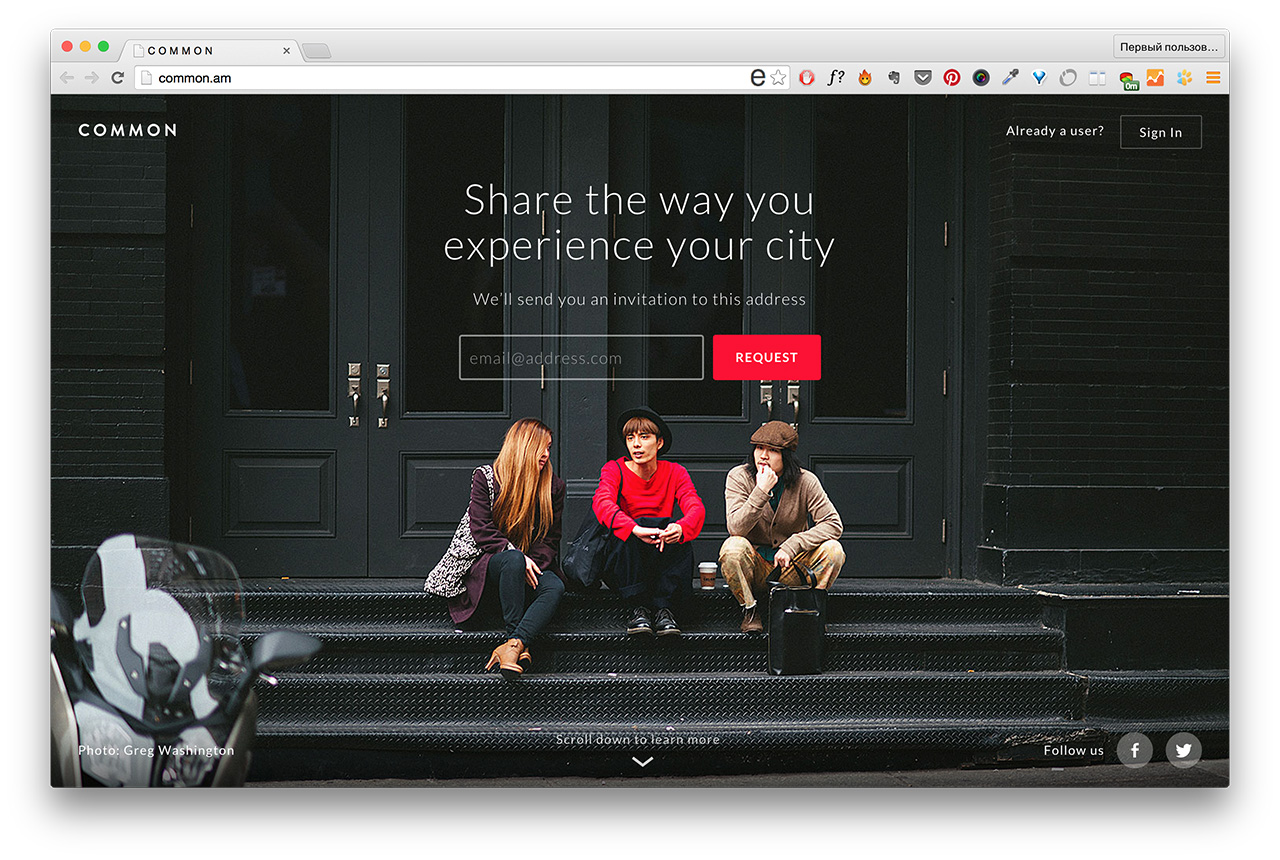 COMMON
Первый пользов...
common.am
f?
0m
COMMON
Already a user?
Sign In
Share the way you
experience your city
We'll send you an invitation to this address
email@address.com
REQUEST
Scroll down to learn more
Photo: Greg Washington
Follow us